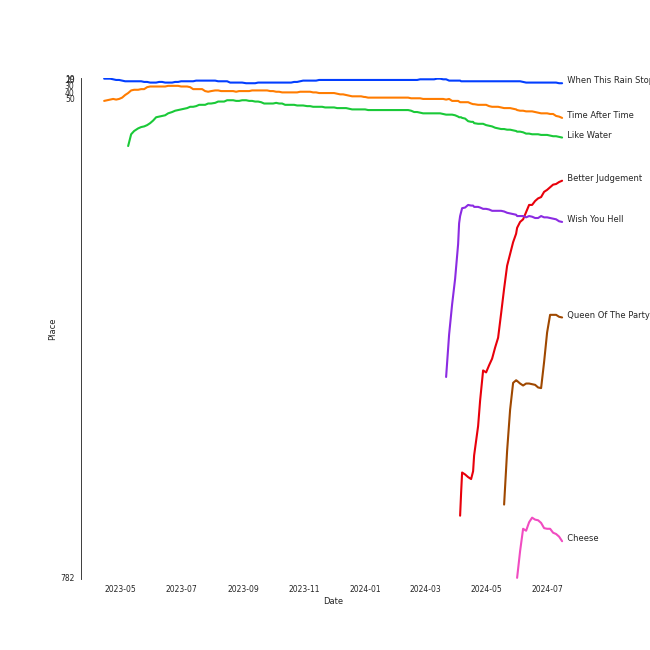 50
When This Rain Stop
Time After Time
Like Water
Better Judgement
Wish You Hell
Queen Of The Party
Cheese
782
Place
2023-05 2023-07 2023-09 2023-11 2024-01 2024-03 2024-05 2024-07
Date